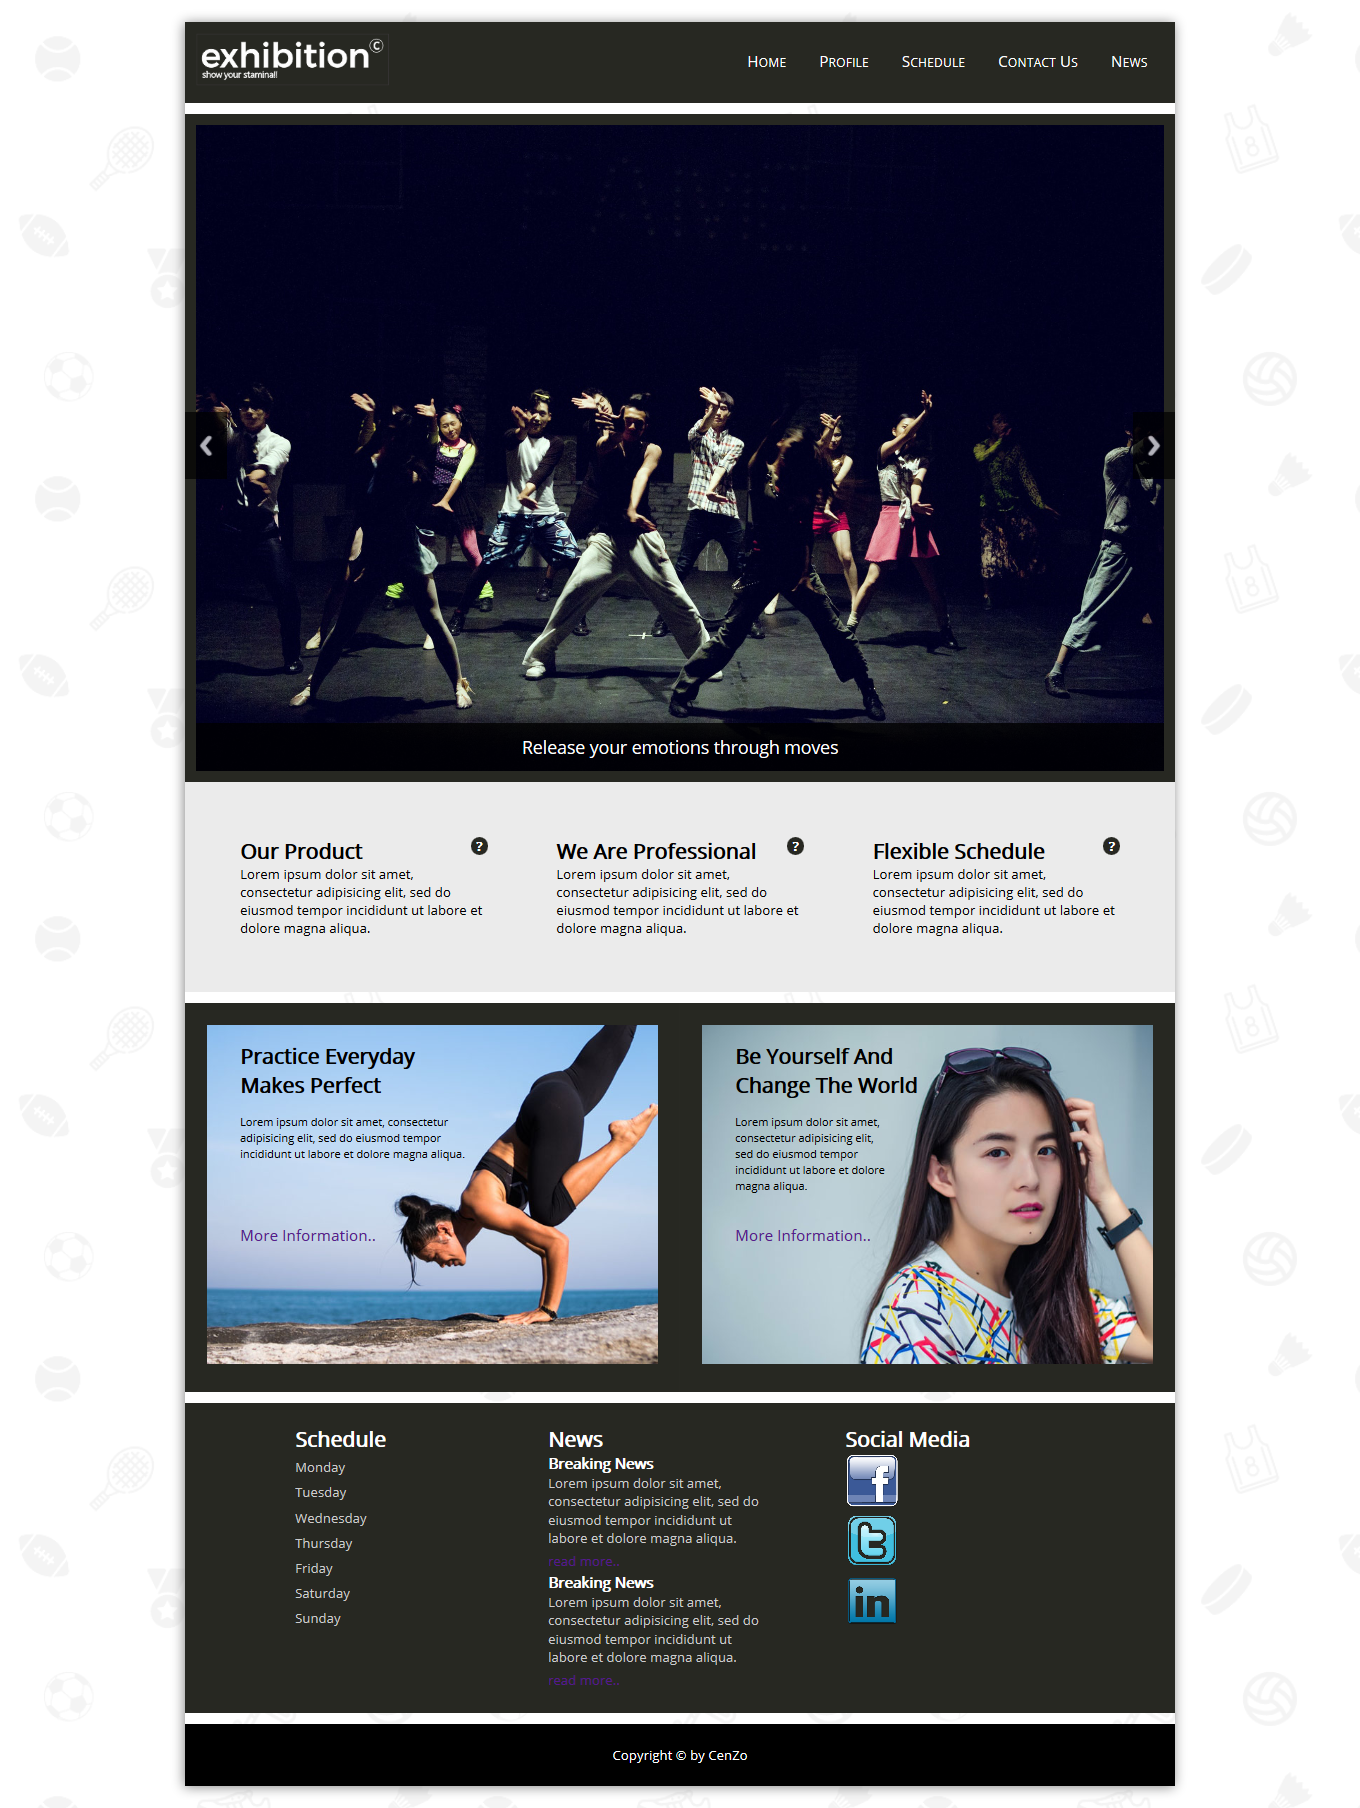 exhibition©
show your stamina!!
Home Profile Schedule Contact Us News
Release your emotions through moves
Our Product
?
Lorem ipsum dolor sit amet,
consectetur adipisicing elit, sed do
eiusmod tempor incididunt ut labore et
dolore magna aliqua.
We Are Professional
?
Lorem ipsum dolor sit amet,
consectetur adipisicing elit, sed do
eiusmod tempor incididunt ut labore et
dolore magna aliqua.
Flexible Schedule
?
Lorem ipsum dolor sit amet,
consectetur adipisicing elit, sed do
eiusmod tempor incididunt ut labore et
dolore magna aliqua.
Practice Everyday
Makes Perfect
Lorem ipsum dolor sit amet, consectetur
adipisicing elit, sed do eiusmod tempor
incididunt ut labore et dolore magna aliqua.
More Information..
Be Yourself And
Change The World
Lorem ipsum dolor sit amet,
consectetur adipisicing elit,
sed do eiusmod tempor
incididunt ut labore et dolore
magna aliqua.
More Information..
Schedule
Monday
Tuesday
Wednesday
Thursday
Friday
Saturday
Sunday
News
Breaking News
Lorem ipsum dolor sit amet,
consectetur adipisicing elit, sed do
eiusmod tempor incididunt ut
labore et dolore magna aliqua.
read more..
Breaking News
Lorem ipsum dolor sit amet,
consectetur adipisicing elit, sed do
eiusmod tempor incididunt ut
labore et dolore magna aliqua.
read more..
Social Media
f
t
in
Copyright © by CenZo